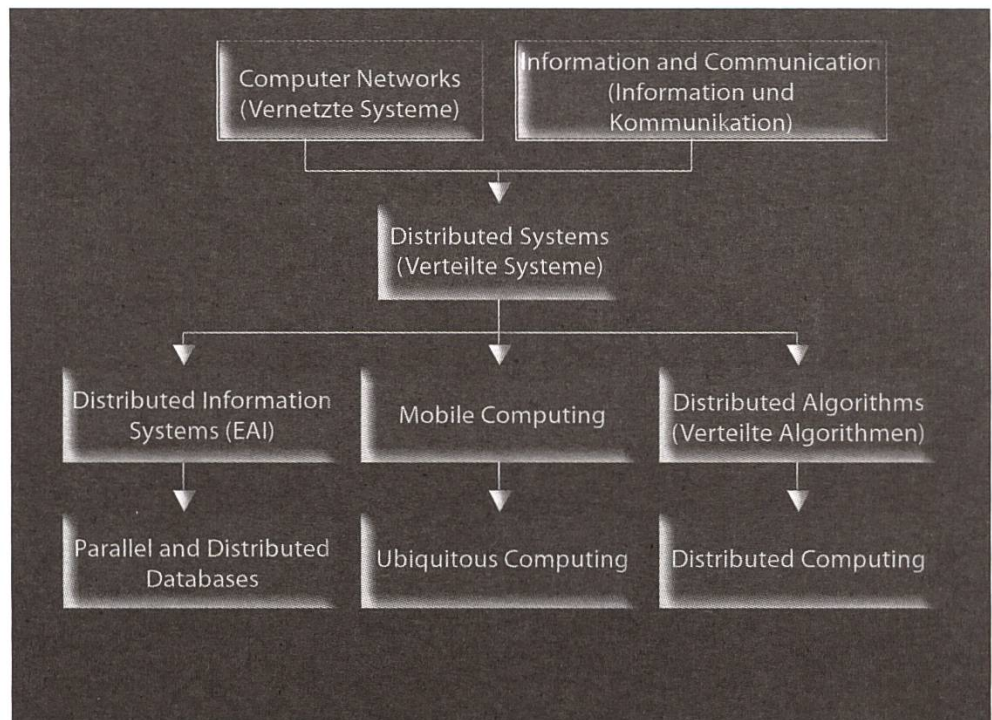 Computer Networks
(Vernetzte Systeme)
Information and Communication
(Information und
Kommunikation)
Distributed Systems
(Verteilte Systeme)
Distributed Information
Systems (EAI)
Mobile Computing
Distributed Algorithms
(Verteilte Algorithmen)
Parallel and Distributed
Databases
Ubiquitous Computing
Distributed Computing